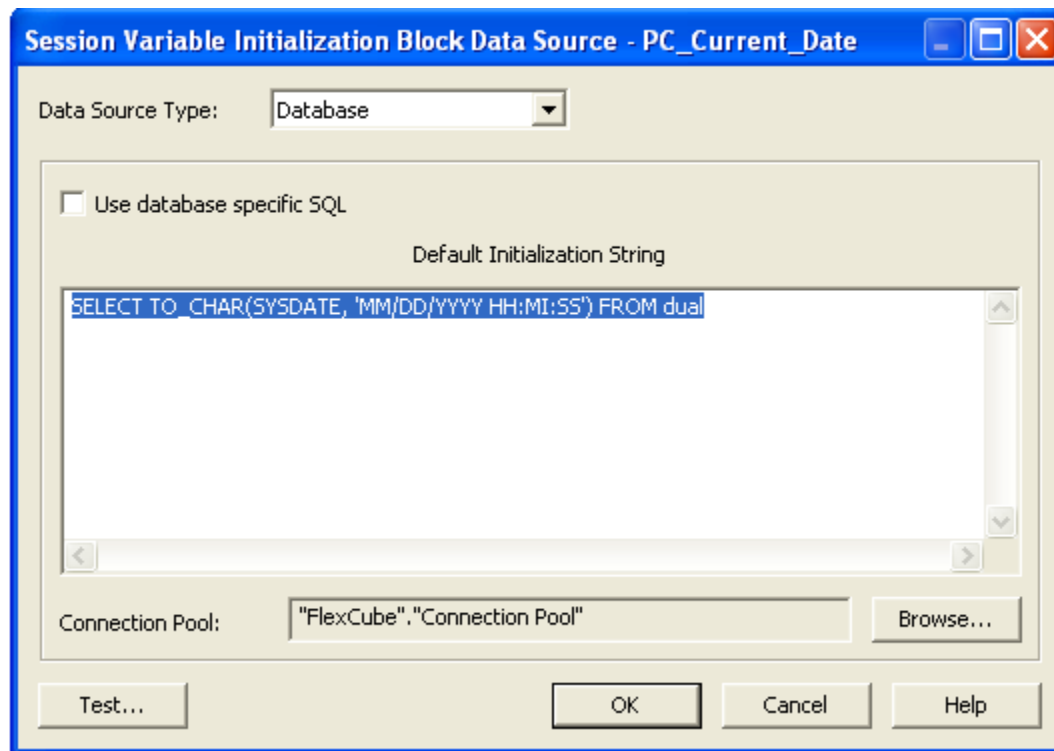 Session Variable Initialization Block Data Source - PC_Current_Date
Data Source Type: Database
Use database specific SQL
Default Initialization String
SELECT TO_CHAR(SYSDATE, 'MM/DD/YYYY HH:MI:SS') FROM dual
Connection Pool: "FlexCube"."Connection Pool" Browse...
Test... OK Cancel Help